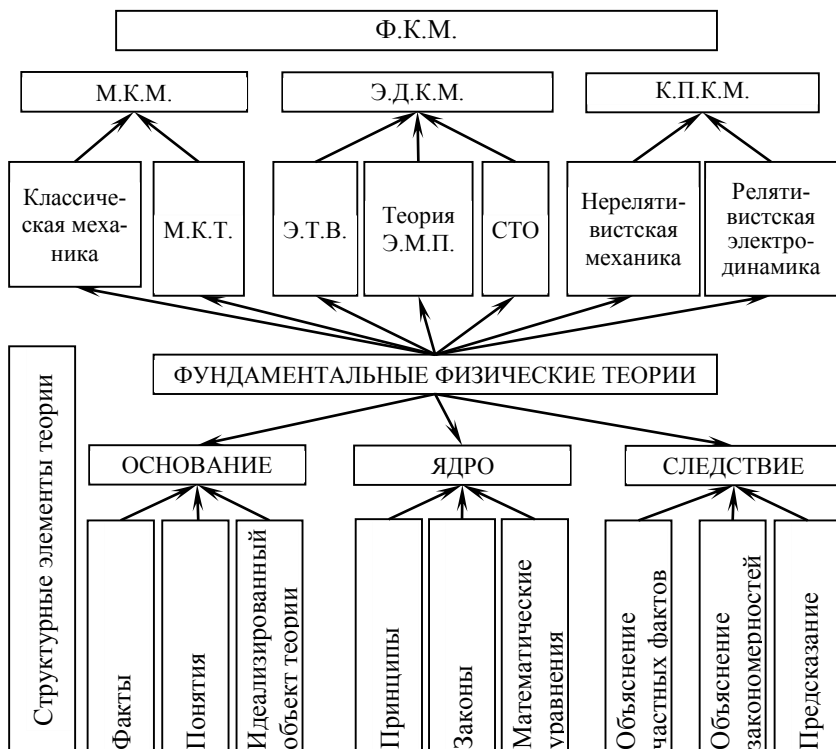 Ф.К.М.
М.К.М.
Э.Д.К.М.
К.П.К.М.
Классиче-
ская меха-
ника
М.К.Т.
Э.Т.В.
Теория
Э.М.П.
СТО
Нереляти-
вистская
механика
Реляти-
вистская
электро-
динамика
ФУНДАМЕНТАЛЬНЫЕ ФИЗИЧЕСКИЕ ТЕОРИИ
Структурные элементы теории
ОСНОВАНИЕ
ЯДРО
СЛЕДСТВИЕ
Факты
Понятия
Идеализированный
объект теории
Принципы
Законы
Математические
уравнения
Объяснение
частных фактов
Объяснение
закономерностей
Предсказание